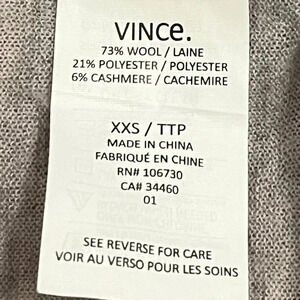 VINCE.
73% WOOL / LAINE
21% POLYESTER / POLYESTER
6% CASHMERE / CACHEMIRE
XXS / TTP
MADE IN CHINA
FABRIQUÉ EN CHINE
RN# 106730
CA# 34460
01
SEE REVERSE FOR CARE
VOIR AU VERSO POUR LES SOINS